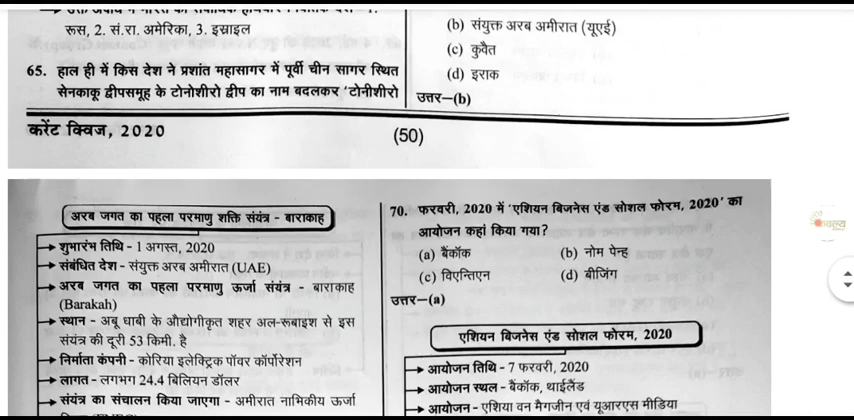 रूस, 2. सं.रा. अमेरिका, 3. इस्राइल
65. हाल ही में किस देश ने प्रशांत महासागर में पूर्वी चीन सागर स्थित
सेनकाकू द्वीपसमूह के टोनोशीरो द्वीप का नाम बदलकर ‘टोनीशीरो
(b) संयुक्त अरब अमीरात (यूएई)
(c) कुवैत
(d) इराक
उत्तर–(b)
करेंट क्विज, 2020
(50)
अरब जगत का पहला परमाणु शक्ति संयंत्र - बाराकाह
शुभारंभ तिथि - 1 अगस्त, 2020
संबंधित देश - संयुक्त अरब अमीरात (UAE)
अरब जगत का पहला परमाणु ऊर्जा संयंत्र - बाराकाह
(Barakah)
स्थान - अबू धाबी के औद्योगीकृत शहर अल-रूबाइश से इस
संयंत्र की दूरी 53 किमी. है
निर्माता कंपनी - कोरिया इलेक्ट्रिक पॉवर कॉर्पोरेशन
लागत - लगभग 24.4 बिलियन डॉलर
संयंत्र का संचालन किया जाएगा - अमीरात नाभिकीय ऊर्जा
70. फरवरी, 2020 में ‘एशियन बिजनेस एंड सोशल फोरम, 2020’ का
आयोजन कहां किया गया?
(a) बैंकॉक
(b) नोम पेन्ह
(c) विएन्तिएन
(d) बीजिंग
उत्तर–(a)
एशियन बिजनेस एंड सोशल फोरम, 2020
आयोजन तिथि - 7 फरवरी, 2020
आयोजन स्थल - बैंकॉक, थाईलैंड
आयोजन - एशिया वन मैगजीन एवं यूआरएस मीडिया